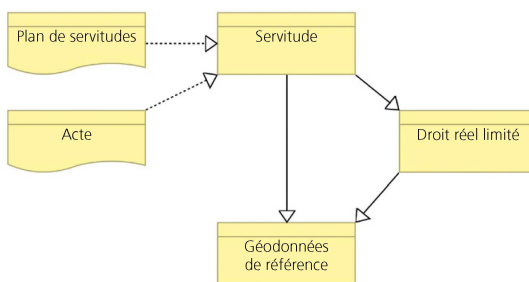 Plan de servitudes
Servitude
Acte
Droit réel limité
Géodonnées
de référence